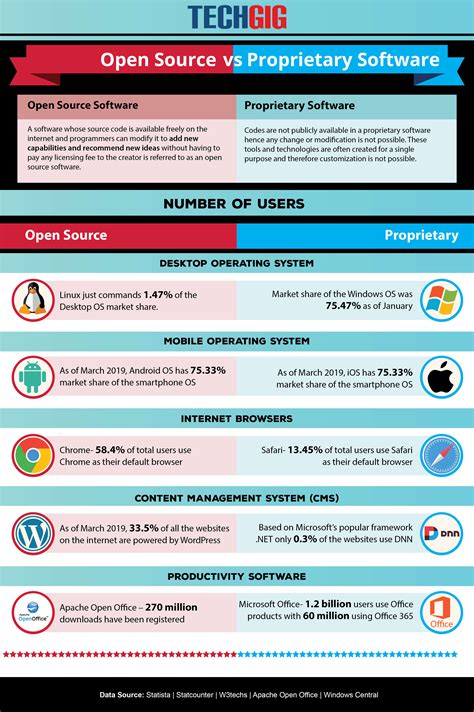 TECHGIG
Open Source vs Proprietary Software
Open Source Software
A software whose source code is available freely on the
internet and programmers can modify it to add new
capabilities and recommend new ideas without having to
pay any licensing fee to the creator is referred to as an open
source software.
Proprietary Software
Codes are not publicly available in a proprietary software
hence any change or modification is not possible. These
tools and technologies are often created for a single
purpose and therefore customization is not possible.
NUMBER OF USERS
Open Source
Proprietary
DESKTOP OPERATING SYSTEM
Linux just commands 1.47% of the
Desktop OS market share.
Market share of the Windows OS was
75.47% as of January
MOBILE OPERATING SYSTEM
As of March 2019, Android OS has 75.33%
market share of the smartphone OS
As of March 2019, iOS has 75.33%
market share of the smartphone OS
INTERNET BROWSERS
Chrome- 58.4% of total users use
Chrome as their default browser
Safari- 13.45% of total users use Safari
as their default browser
CONTENT MANAGEMENT SYSTEM (CMS)
As of March 2019, 33.5% of all the websites
on the internet are powered by WordPress
Based on Microsoft's popular framework
.NET only 0.3% of the websites use DNN
DNN
PRODUCTIVITY SOFTWARE
Apache
OpenOffice
Apache Open Office – 270 million
downloads have been registered
Microsoft Office- 1.2 billion users use Office
products with 60 million using Office 365
Office
Data Source: Statista | Statcounter | W3techs | Apache Open Office | Windows Central